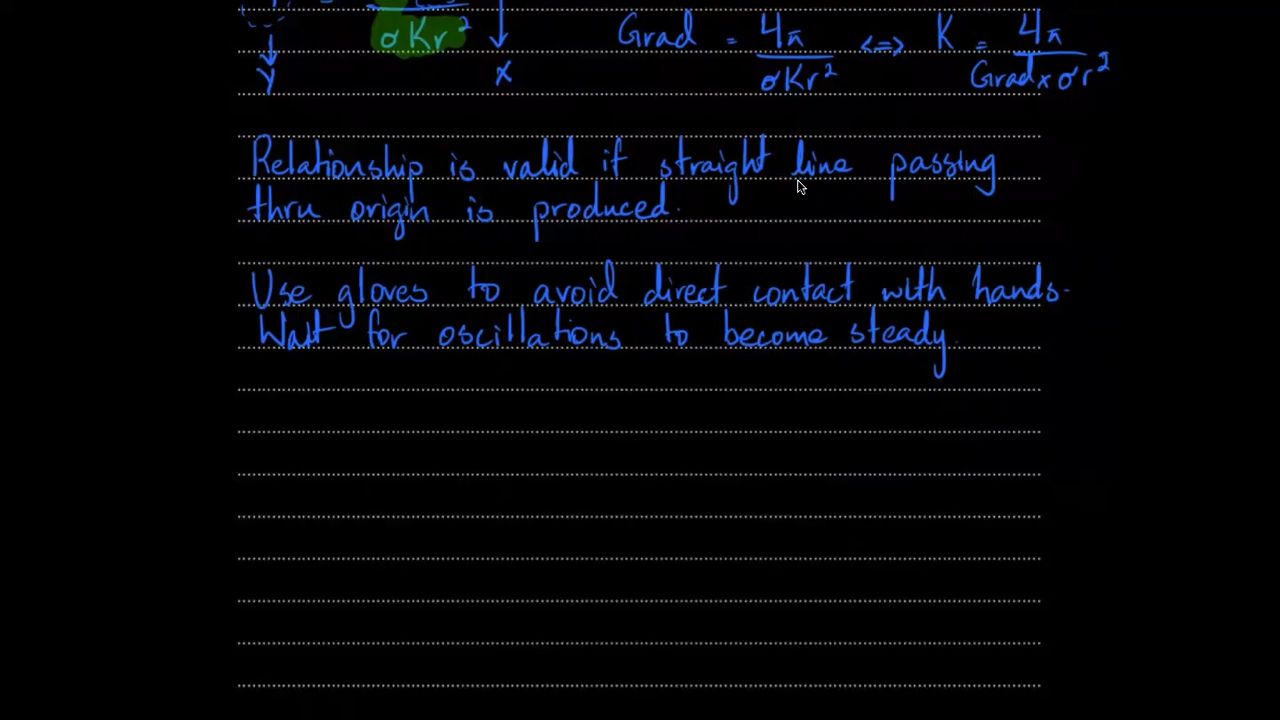 σKr²
Y
X
Grad = 4π / σKr² <=> K = 4π / Grad x σr²
Relationship is valid if straight line passing
thru origin is produced.
Use gloves to avoid direct contact with hands.
Wait for oscillations to become steady.